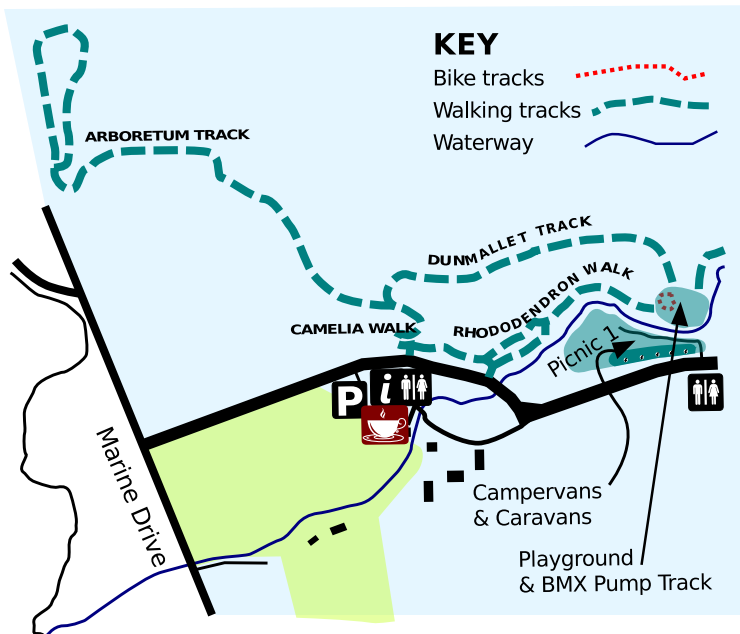 KEY
Bike tracks
Walking tracks
Waterway
ARBORETUM TRACK
DUNMALLET TRACK
RHODODENDRON WALK
CAMELIA WALK
Picnic 1
P
i
Marine Drive
Campervans
& Caravans
Playground
& BMX Pump Track